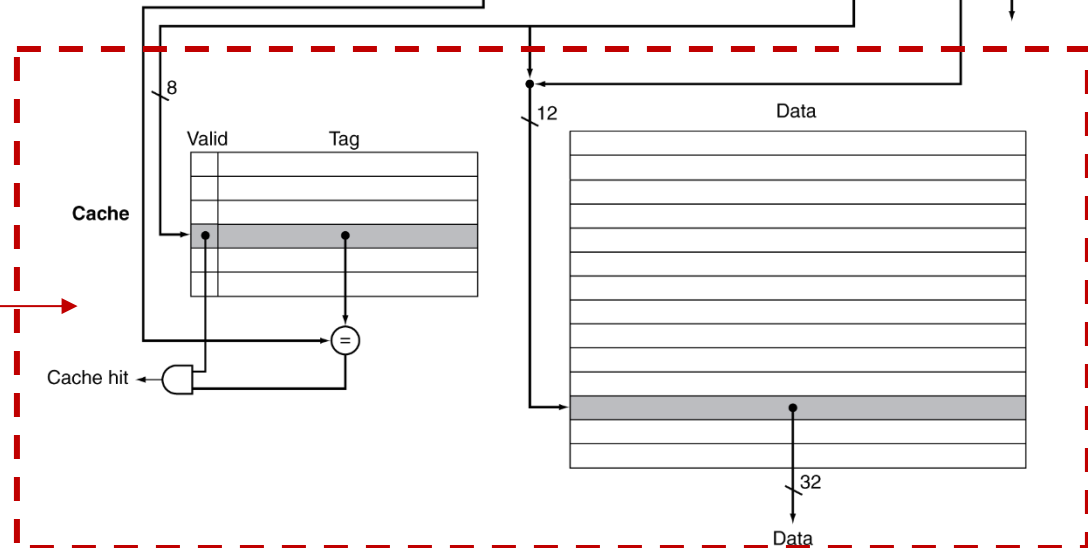 8
12
Data
Valid
Tag
Cache
=
Cache hit
32
Data